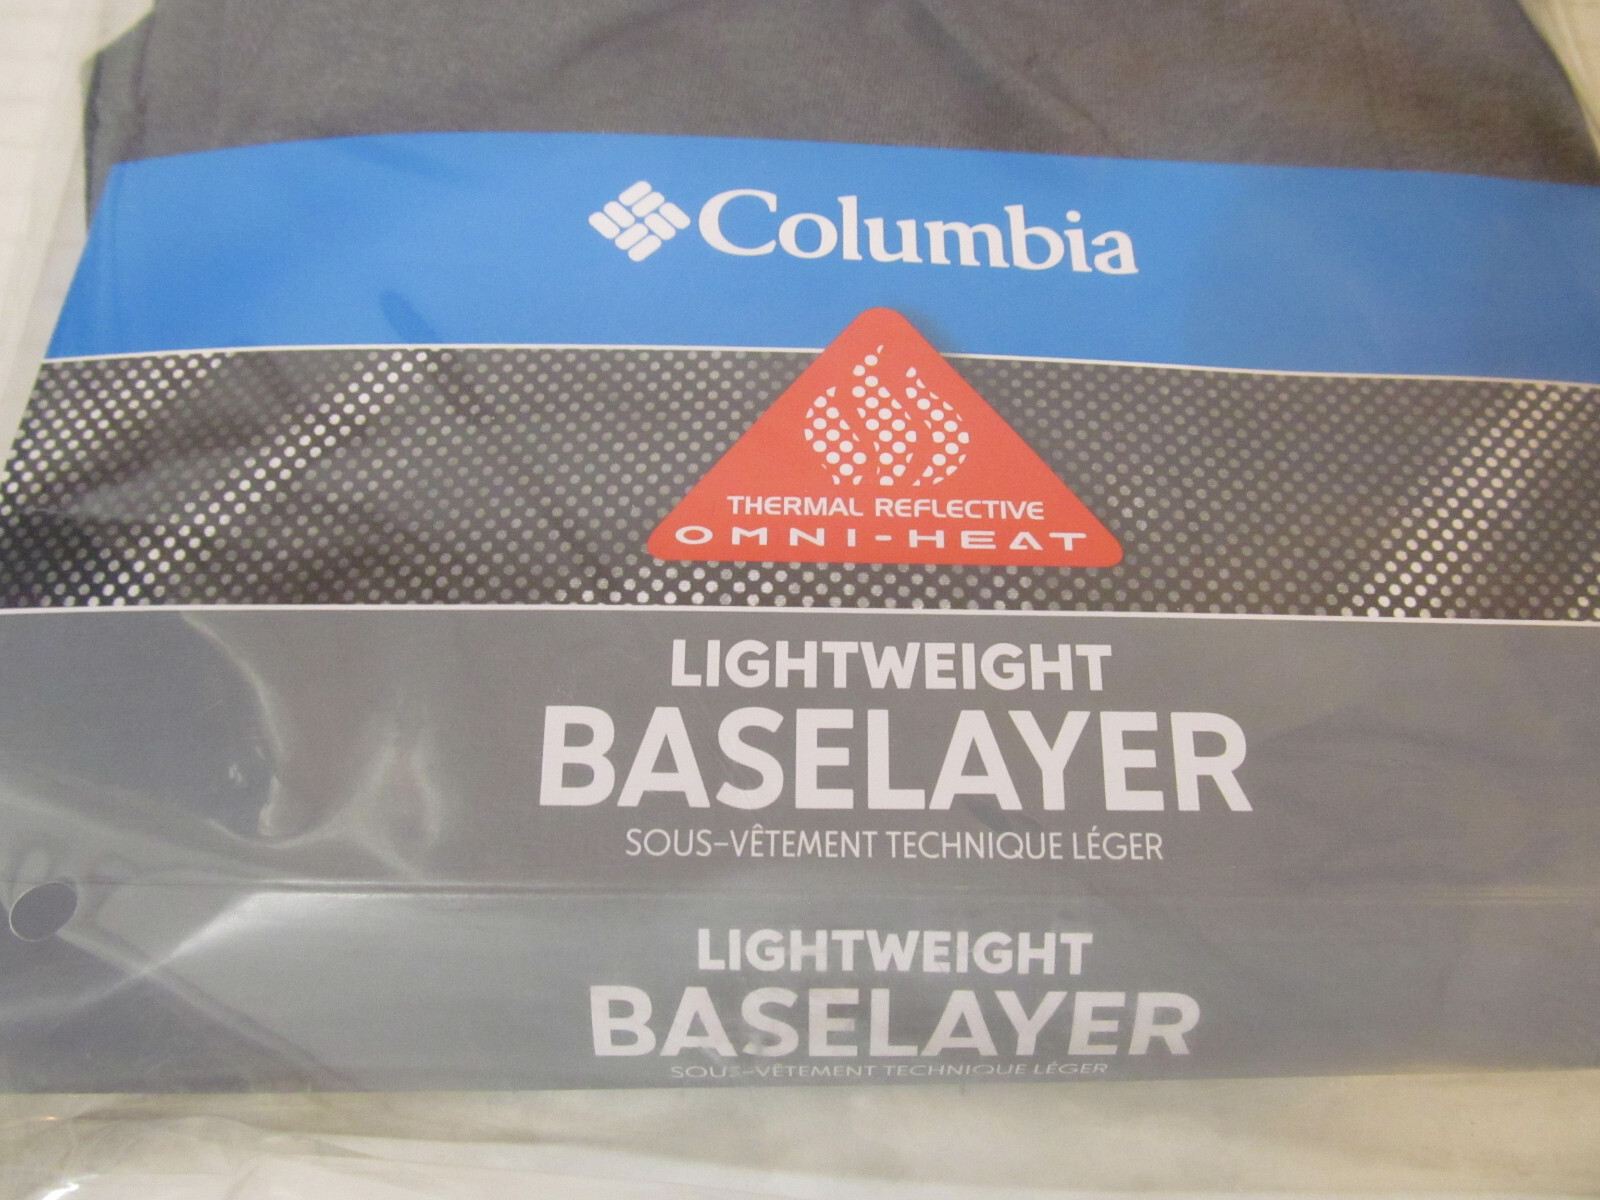 Columbia
THERMAL REFLECTIVE
OMNI-HEAT
LIGHTWEIGHT
BASELAYER
SOUS-VÊTEMENT TECHNIQUE LÉGER
LIGHTWEIGHT
BASELAYER
SOUS-VÊTEMENT TECHNIQUE LÉGER